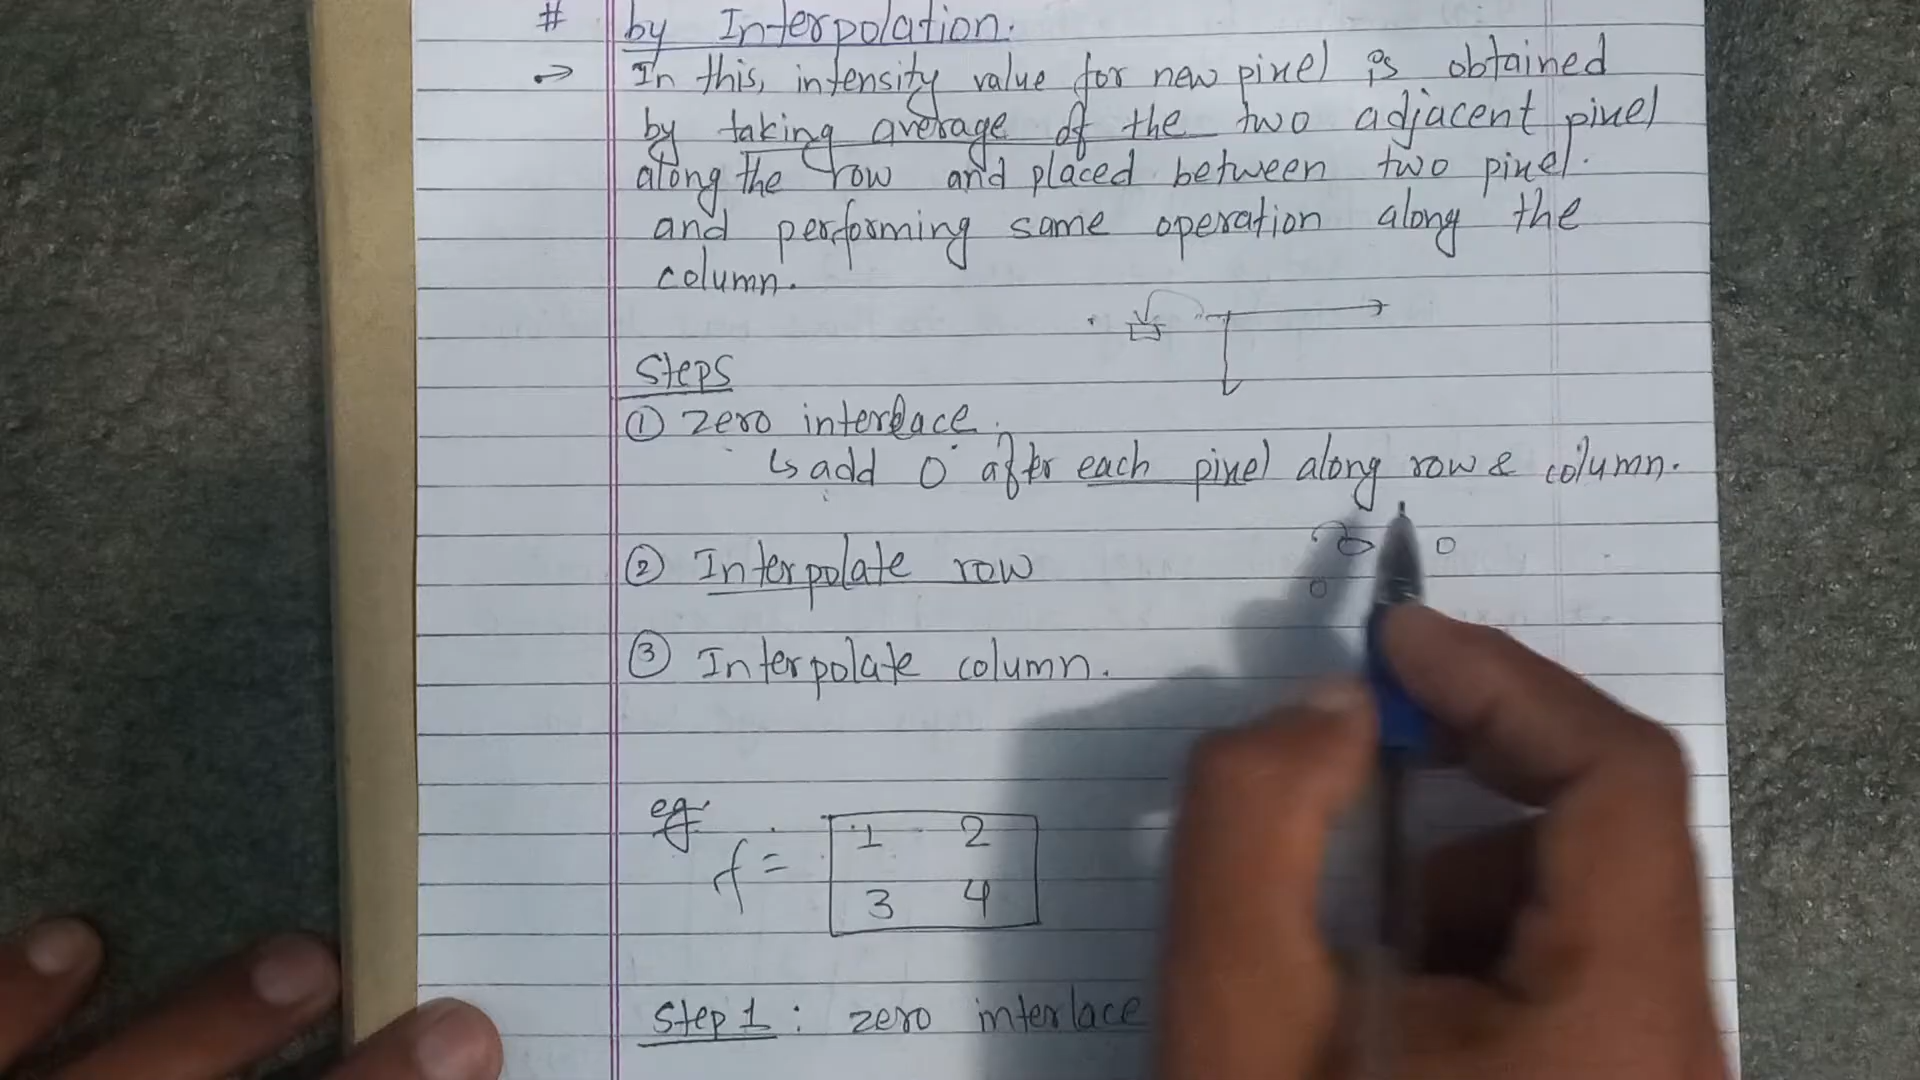 # by Interpolation.
→ In this, intensity value for new pixel is obtained
by taking average of the two adjacent pixel
along the row and placed between two pixel.
and performing same operation along the
column.
Steps
① zero interlace.
↳ add 0 after each pixel along row & column.
0
② Interpolate row
0
③ Interpolate column.
eg
f = 1 2
3 4
Step 1: zero interlace